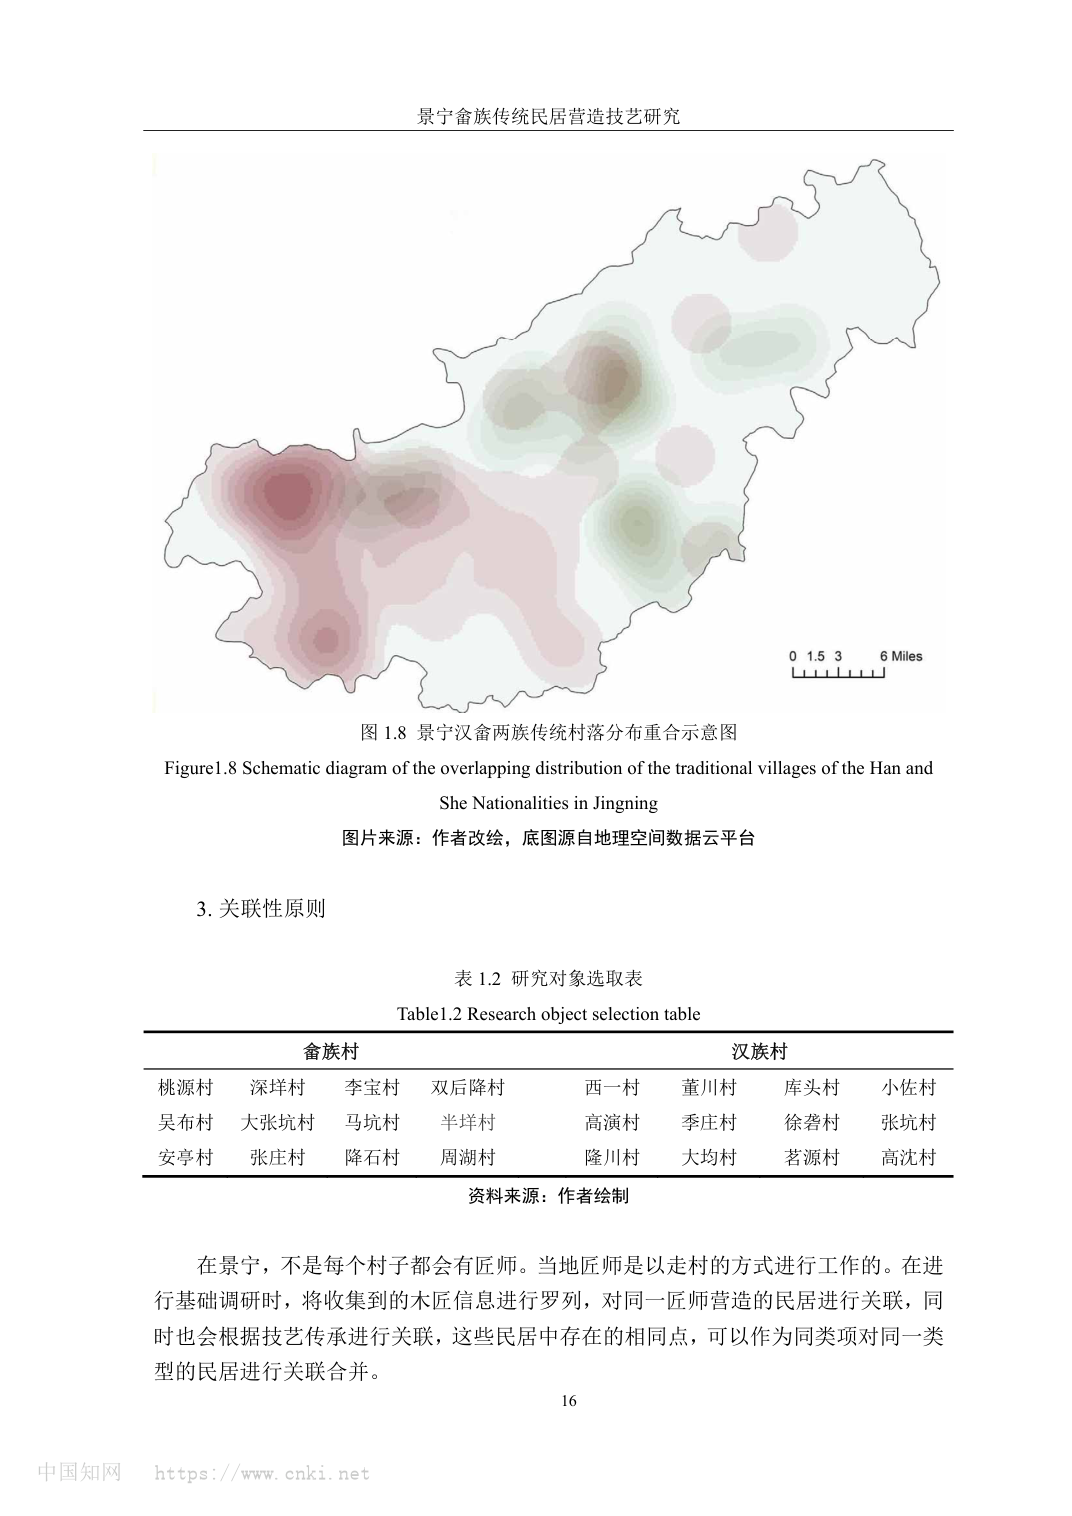 景宁畲族传统民居营造技艺研究
0 1.5 3 6 Miles
图 1.8 景宁汉畲两族传统村落分布重合示意图
Figure1.8 Schematic diagram of the overlapping distribution of the traditional villages of the Han and
She Nationalities in Jingning
图片来源：作者改绘，底图源自地理空间数据云平台
3. 关联性原则
表 1.2 研究对象选取表
Table1.2 Research object selection table
畲族村 汉族村
桃源村 深垟村 李宝村 双后降村 西一村 董川村 库头村 小佐村
吴布村 大张坑村 马坑村 半垟村 高演村 季庄村 徐砻村 张坑村
安亭村 张庄村 降石村 周湖村 隆川村 大均村 茗源村 高沈村
资料来源：作者绘制
在景宁，不是每个村子都会有匠师。当地匠师是以走村的方式进行工作的。在进
行基础调研时，将收集到的木匠信息进行罗列，对同一匠师营造的民居进行关联，同
时也会根据技艺传承进行关联，这些民居中存在的相同点，可以作为同类项对同一类
型的民居进行关联合并。
16
中国知网 https://www.cnki.net